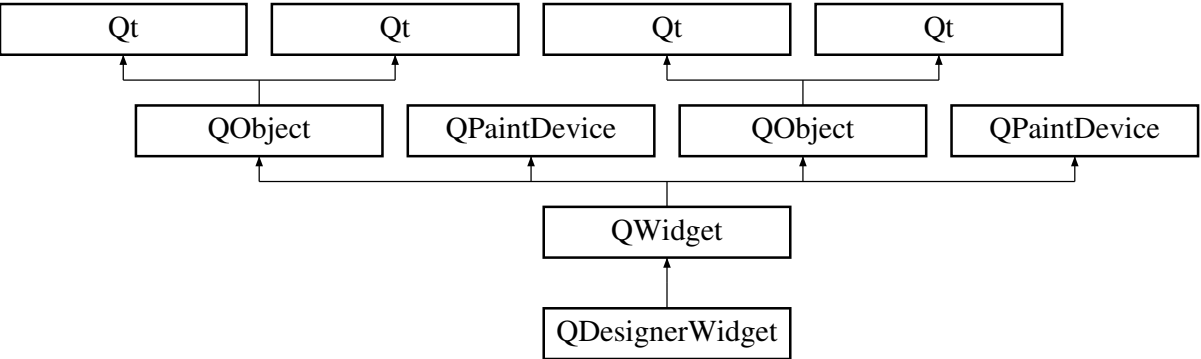 Qt Qt Qt Qt
QObject QPaintDevice QObject QPaintDevice
QWidget
QDesignerWidget